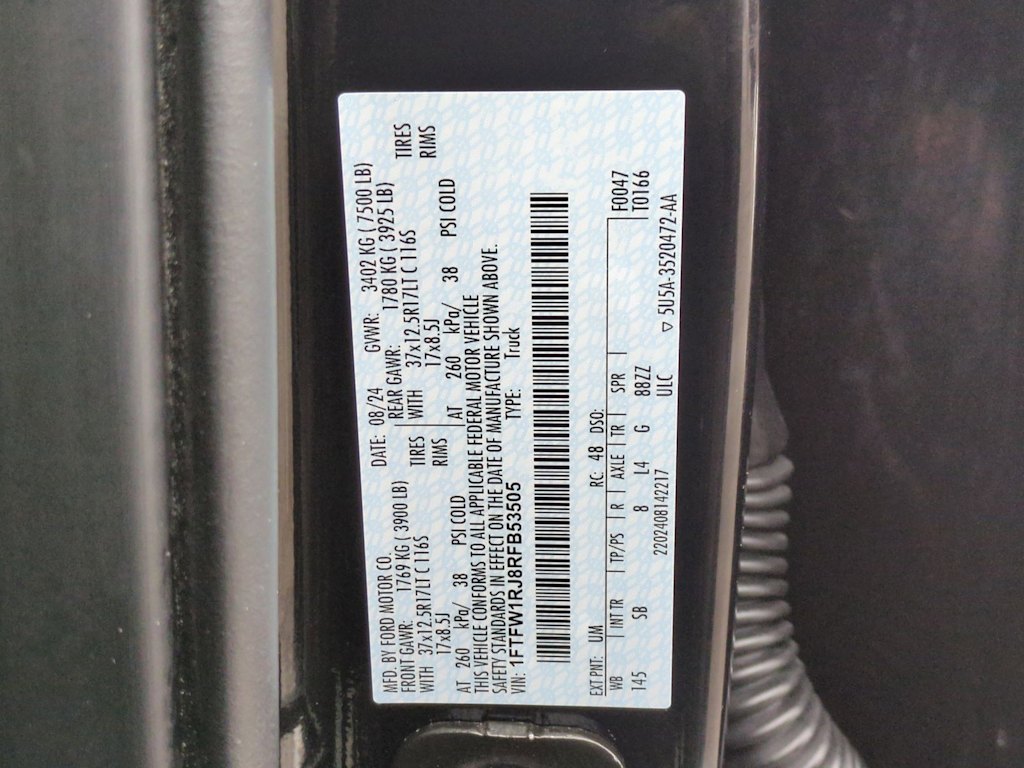 MFD. BY FORD MOTOR CO. DATE: 08/24 GVWR: 3402 KG ( 7500 LB)
FRONT GAWR: 1769 KG ( 3900 LB) REAR GAWR: 1780 KG ( 3925 LB)
WITH 37x12.5R17LT C 116S TIRES WITH 37x12.5R17LT C 116S TIRES
17x8.5J RIMS 17x8.5J RIMS
AT 260 kPa/ 38 PSI COLD AT 260 kPa/ 38 PSI COLD
THIS VEHICLE CONFORMS TO ALL APPLICABLE FEDERAL MOTOR VEHICLE
SAFETY STANDARDS IN EFFECT ON THE DATE OF MANUFACTURE SHOWN ABOVE.
VIN: 1FTFW1RJ8RFB53505 TYPE: Truck
EXT PNT: UM RC: 48 DSO: F0047
WB INT TR TP/PS R AXLE TR SPR T0166
145 SB 8 L4 G 88ZZ
2202408142217 ULC ▽ 5U5A-3520472-AA